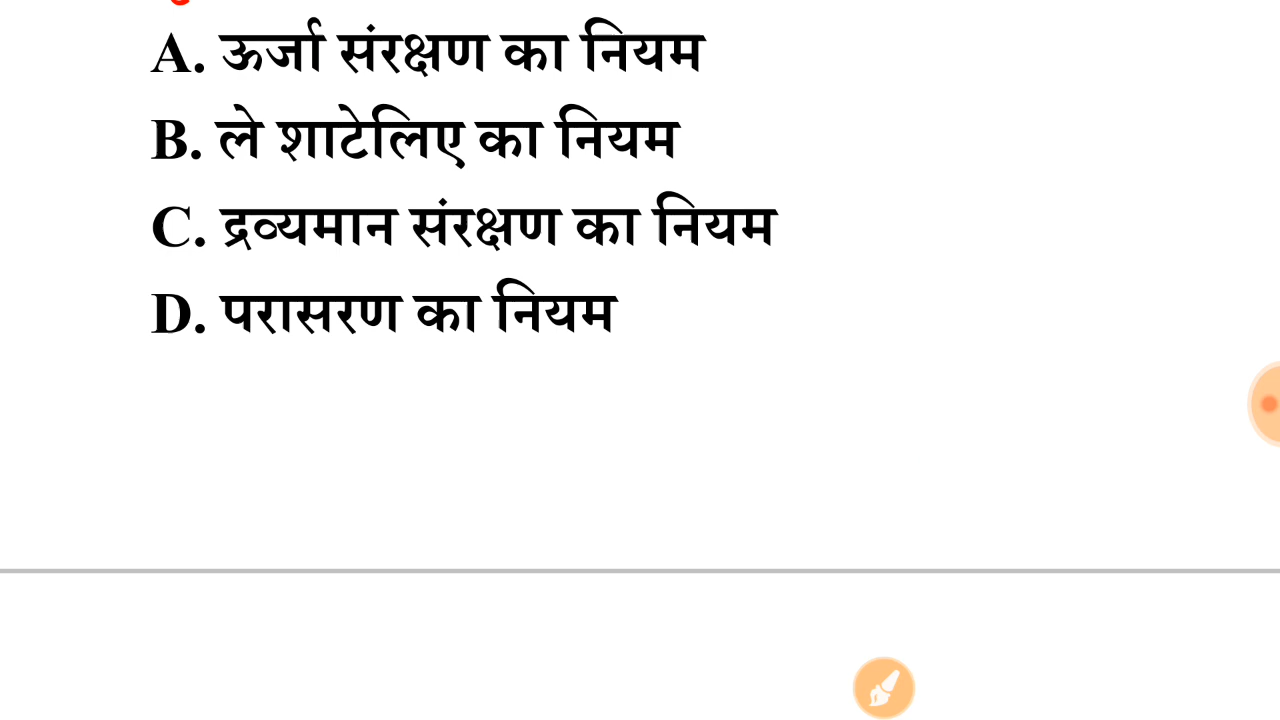 A. ऊर्जा संरक्षण का नियम
B. ले शाटेलिए का नियम
C. द्रव्यमान संरक्षण का नियम
D. परासरण का नियम